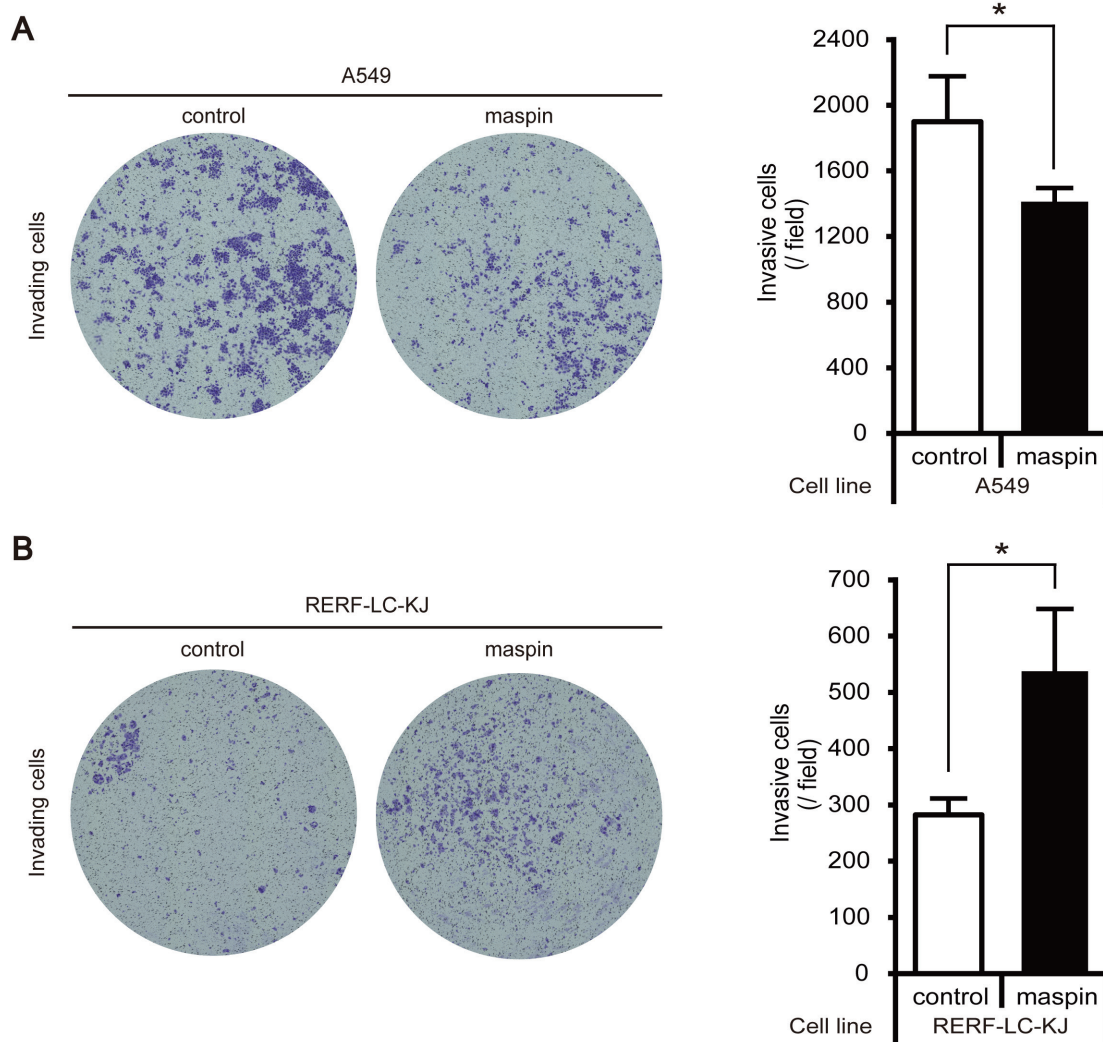 A
A549
control maspin
Invading cells
*
2400
2000
1600
1200
800
400
0
Invasive cells
(/ field)
control maspin
Cell line A549
B
RERF-LC-KJ
control maspin
Invading cells
*
700
600
500
400
300
200
100
0
Invasive cells
(/ field)
control maspin
Cell line RERF-LC-KJ